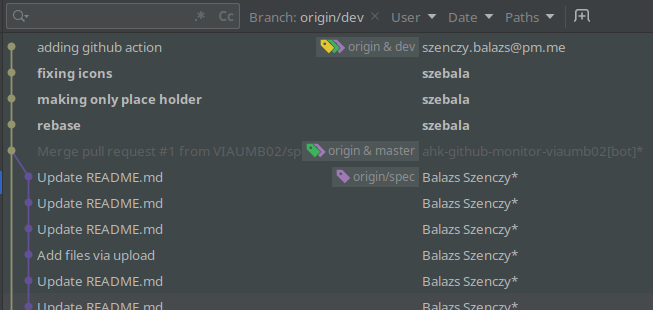 .* Cc Branch: origin/dev × User Date Paths
adding github action origin & dev szenczy.balazs@pm.me
fixing icons szebala
making only place holder szebala
rebase szebala
Merge pull request #1 from VIAUMB02/sp origin & master ahk-github-monitor-viaumb02[bot]*
Update README.md origin/spec Balazs Szenczy*
Update README.md Balazs Szenczy*
Update README.md Balazs Szenczy*
Add files via upload Balazs Szenczy*
Update README.md Balazs Szenczy*
Update README.md Balazs Szenczy*